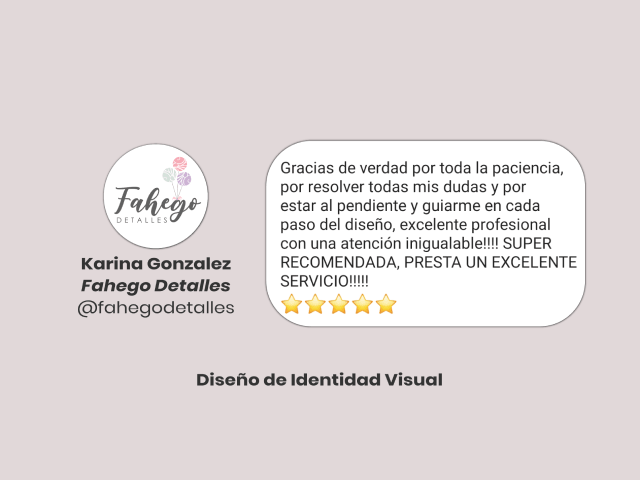 Fahego
DETALLES
Karina Gonzalez
Fahego Detalles
@fahegodetalles
Gracias de verdad por toda la paciencia,
por resolver todas mis dudas y por
estar al pendiente y guiarme en cada
paso del diseño, excelente profesional
con una atención inigualable!!!! SUPER
RECOMENDADA, PRESTA UN EXCELENTE
SERVICIO!!!!!
Diseño de Identidad Visual